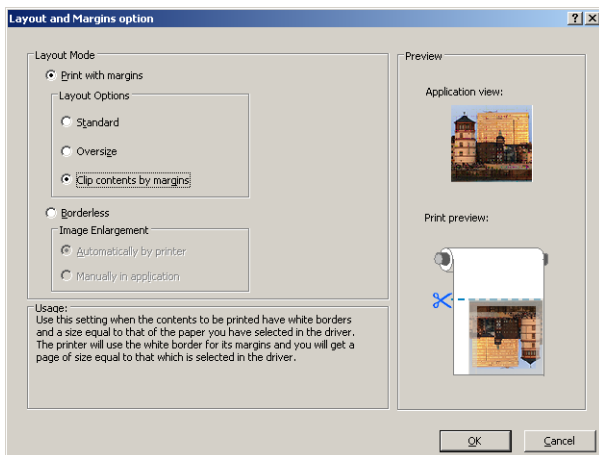 Layout and Margins option
Layout Mode
Print with margins
Layout Options
Standard
Oversize
Clip contents by margins
Borderless
Image Enlargement
Automatically by printer
Manually in application
Usage:
Use this setting when the contents to be printed have white borders
and a size equal to that of the paper you have selected in the driver.
The printer will use the white border for its margins and you will get a
page of size equal to that which is selected in the driver.
Preview
Application view:
Print preview:
OK
Cancel